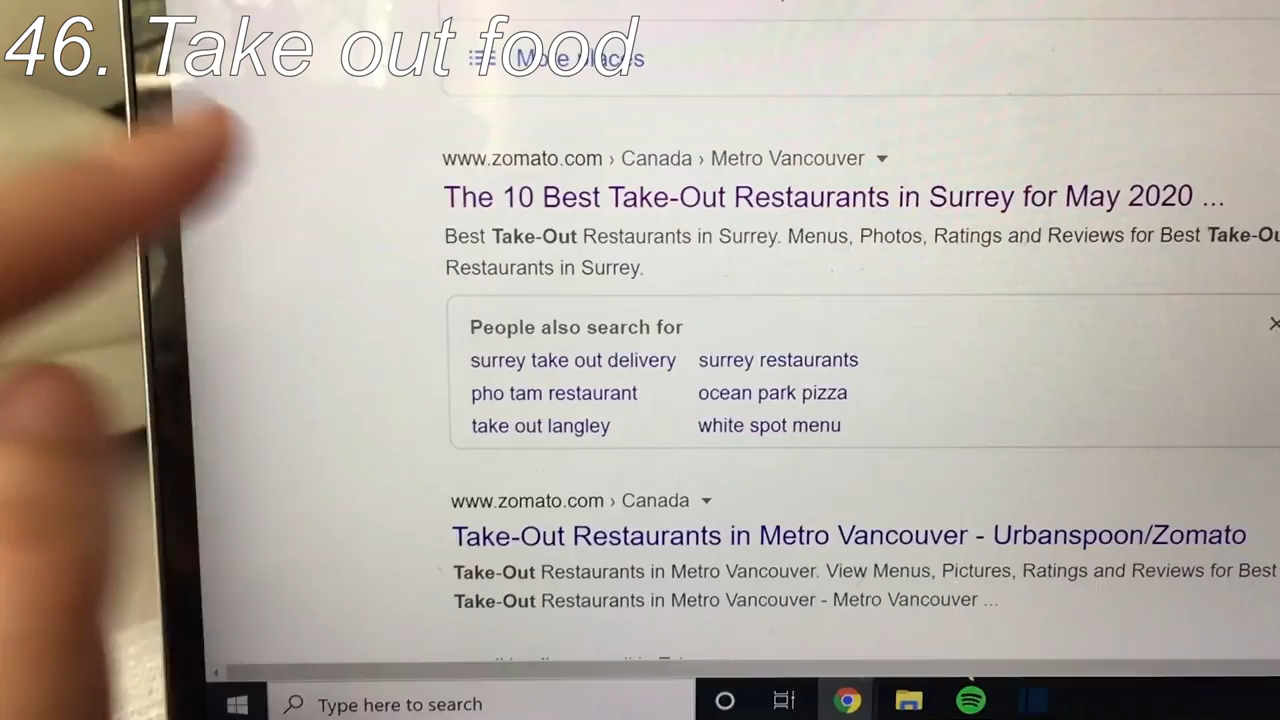 46. Take out food
More places
www.zomato.com › Canada › Metro Vancouver
The 10 Best Take-Out Restaurants in Surrey for May 2020 ...
Best Take-Out Restaurants in Surrey. Menus, Photos, Ratings and Reviews for Best
Restaurants in Surrey.
People also search for
surrey take out delivery surrey restaurants
pho tam restaurant ocean park pizza
take out langley white spot menu
www.zomato.com › Canada
Take-Out Restaurants in Metro Vancouver - Urbanspoon/Zomato
Take-Out Restaurants in Metro Vancouver. View Menus, Pictures, Ratings and Reviews for Best
Take-Out Restaurants in Metro Vancouver - Metro Vancouver ...
Type here to search